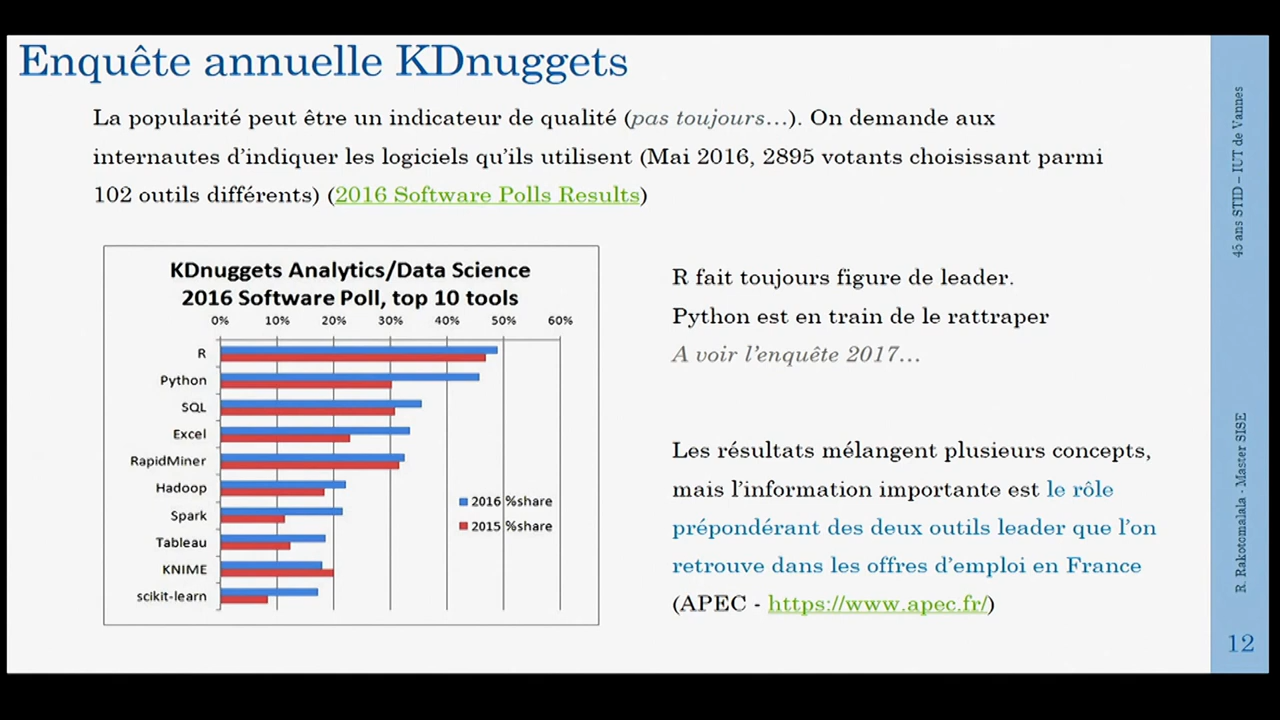 Enquête annuelle KDnuggets
La popularité peut être un indicateur de qualité (pas toujours…). On demande aux
internautes d’indiquer les logiciels qu’ils utilisent (Mai 2016, 2895 votants choisissant parmi
102 outils différents) (2016 Software Polls Results)
KDnuggets Analytics/Data Science
2016 Software Poll, top 10 tools
0% 10% 20% 30% 40% 50% 60%
R
Python
SQL
Excel
RapidMiner
Hadoop
Spark
Tableau
KNIME
scikit-learn
2016 %share
2015 %share
R fait toujours figure de leader.
Python est en train de le rattraper
A voir l’enquête 2017…
Les résultats mélangent plusieurs concepts,
mais l’information importante est le rôle
prépondérant des deux outils leader que l’on
retrouve dans les offres d’emploi en France
(APEC - https://www.apec.fr/)
45 ans STID – IUT de Vannes
R. Rakotomalala - Master SISE
12